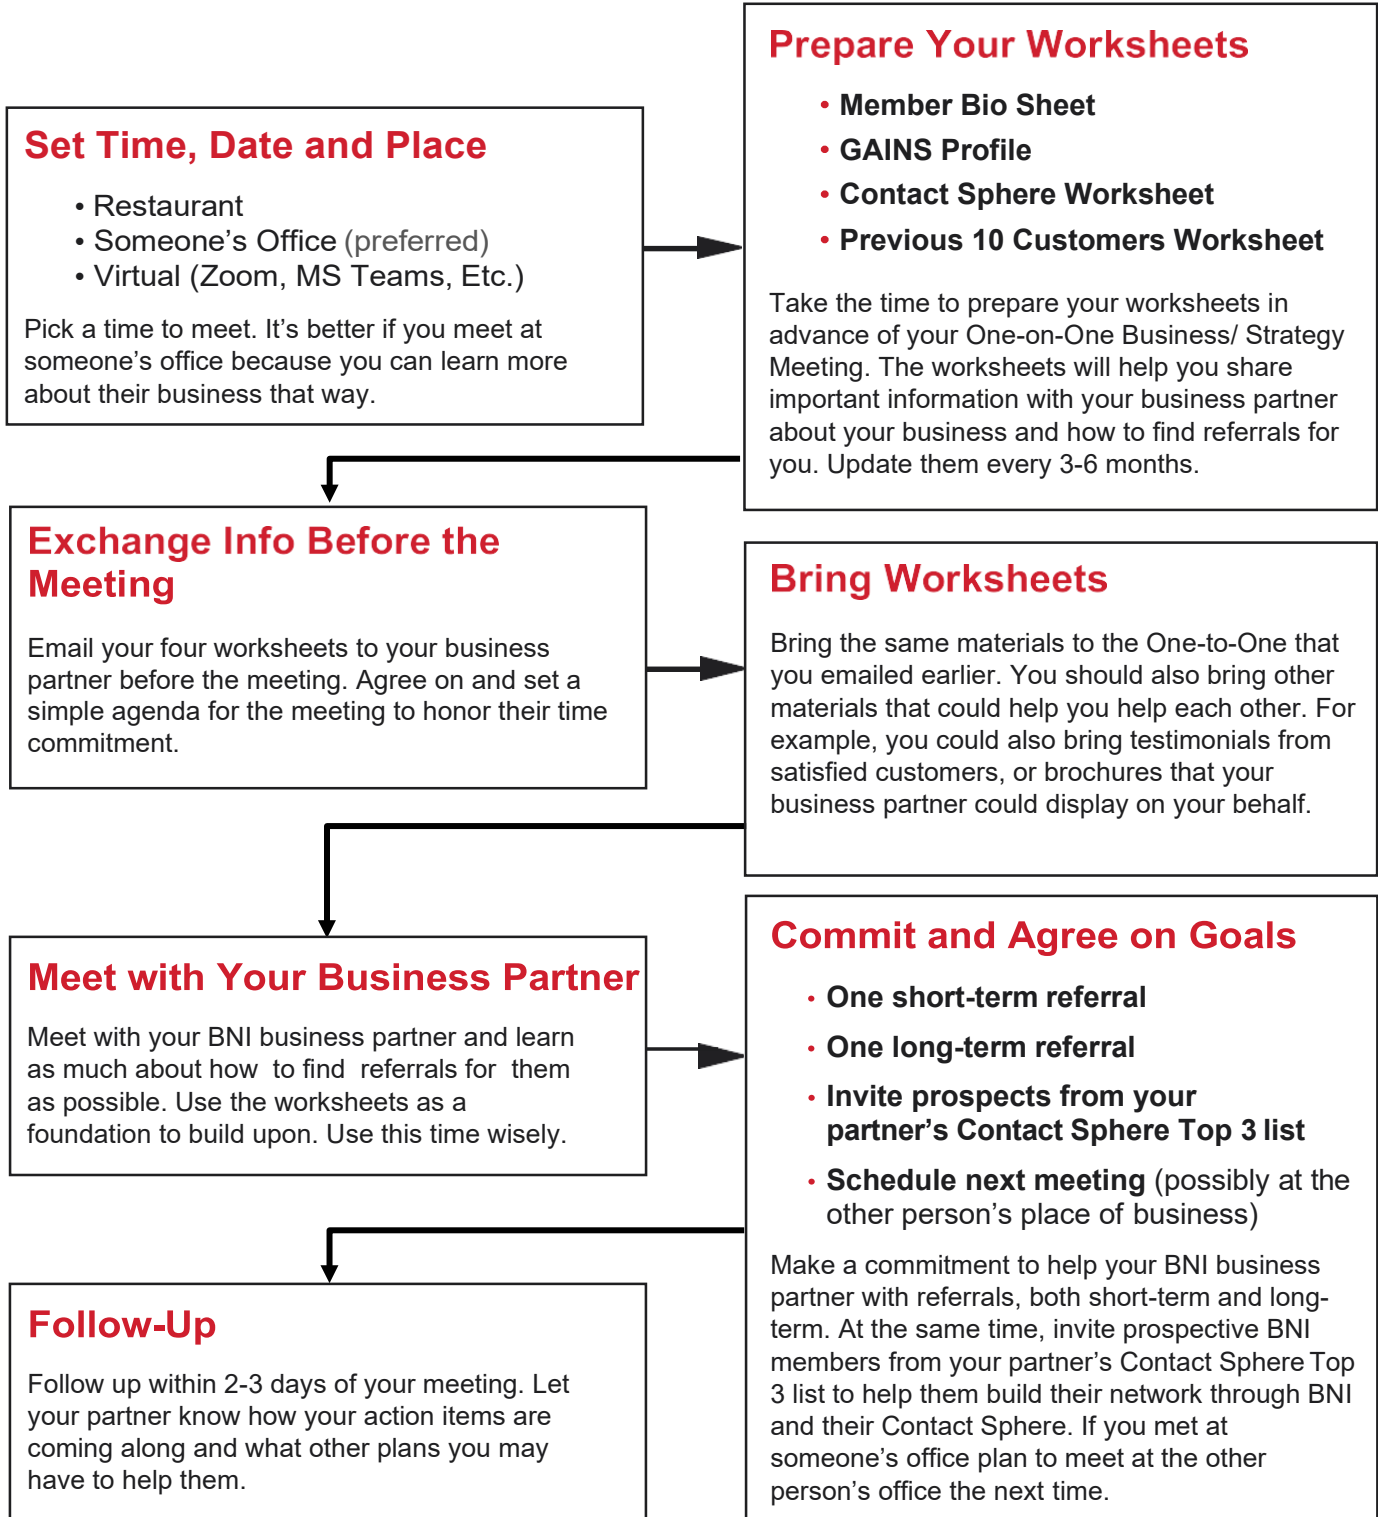 Set Time, Date and Place
• Restaurant
• Someone’s Office (preferred)
• Virtual (Zoom, MS Teams, Etc.)
Pick a time to meet. It’s better if you meet at
someone’s office because you can learn more
about their business that way.
Prepare Your Worksheets
• Member Bio Sheet
• GAINS Profile
• Contact Sphere Worksheet
• Previous 10 Customers Worksheet
Take the time to prepare your worksheets in
advance of your One-on-One Business/ Strategy
Meeting. The worksheets will help you share
important information with your business partner
about your business and how to find referrals for
you. Update them every 3-6 months.
Exchange Info Before the
Meeting
Email your four worksheets to your business
partner before the meeting. Agree on and set a
simple agenda for the meeting to honor their time
commitment.
Bring Worksheets
Bring the same materials to the One-to-One that
you emailed earlier. You should also bring other
materials that could help you help each other. For
example, you could also bring testimonials from
satisfied customers, or brochures that your
business partner could display on your behalf.
Meet with Your Business Partner
Meet with your BNI business partner and learn
as much about how to find referrals for them
as possible. Use the worksheets as a
foundation to build upon. Use this time wisely.
Commit and Agree on Goals
• One short-term referral
• One long-term referral
• Invite prospects from your
partner’s Contact Sphere Top 3 list
• Schedule next meeting (possibly at the
other person’s place of business)
Make a commitment to help your BNI business
partner with referrals, both short-term and long-
term. At the same time, invite prospective BNI
members from your partner’s Contact Sphere Top
3 list to help them build their network through BNI
and their Contact Sphere. If you met at
someone’s office plan to meet at the other
person’s office the next time.
Follow-Up
Follow up within 2-3 days of your meeting. Let
your partner know how your action items are
coming along and what other plans you may
have to help them.